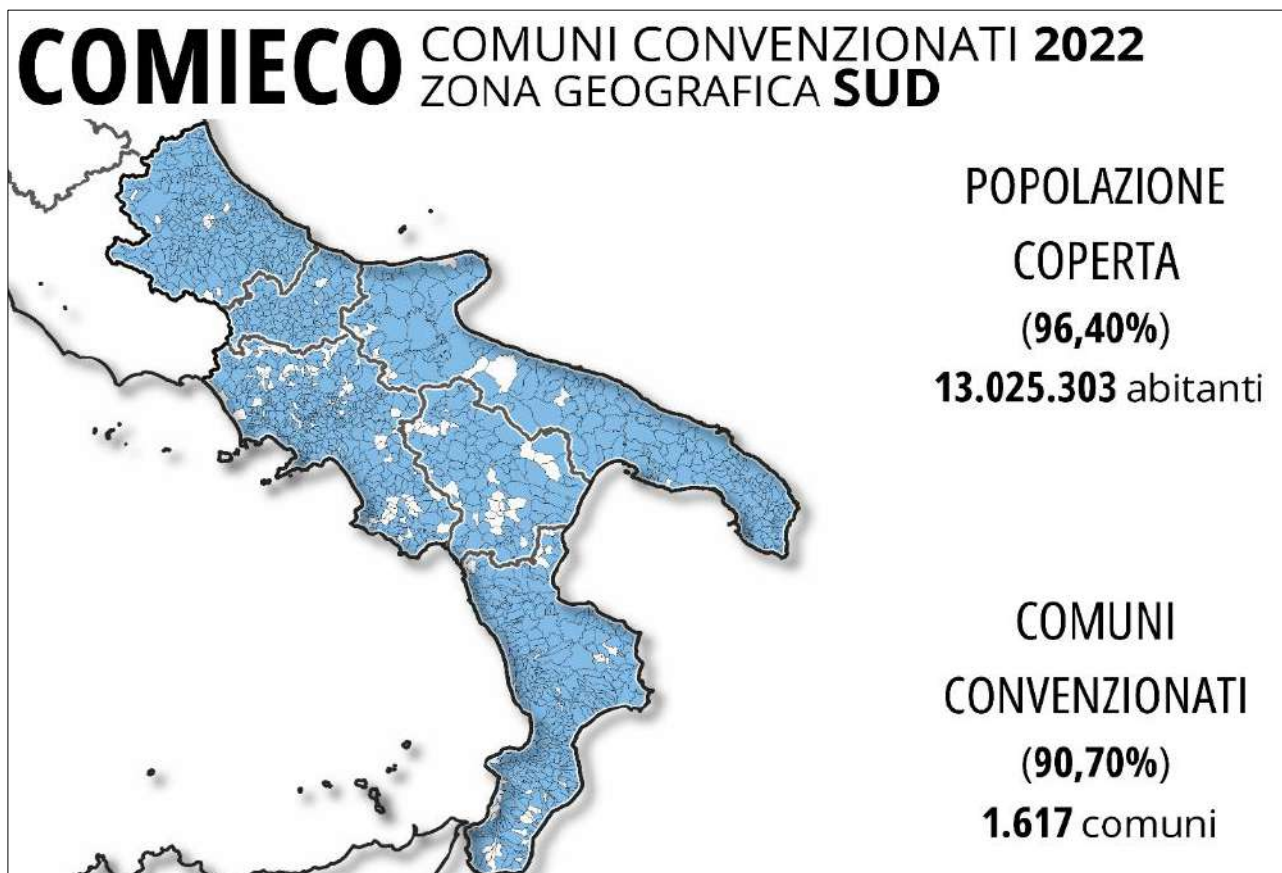 COMIECO
COMUNI CONVENZIONATI 2022
ZONA GEOGRAFICA SUD
POPOLAZIONE
COPERTA
(96,40%)
13.025.303 abitanti
COMUNI
CONVENZIONATI
(90,70%)
1.617 comuni